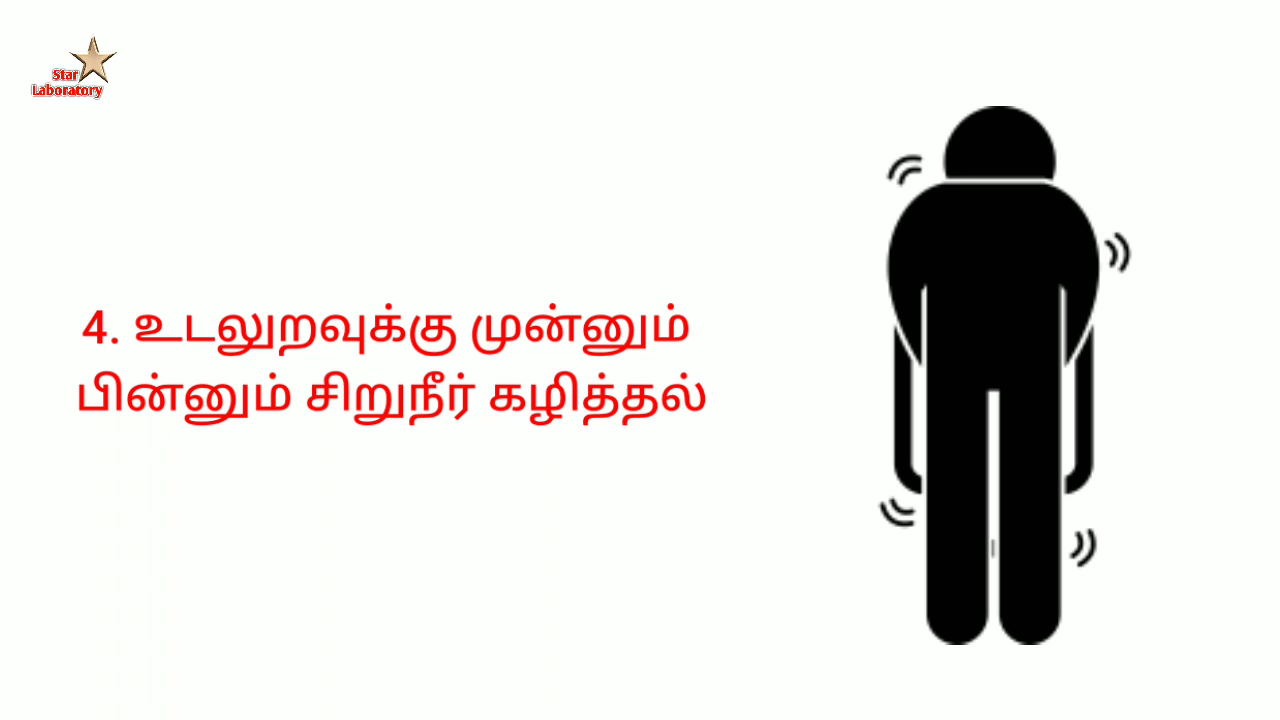 Star
Laboratory
4. உடலுறவுக்கு முன்னும்
பின்னும் சிறுநீர் கழித்தல்